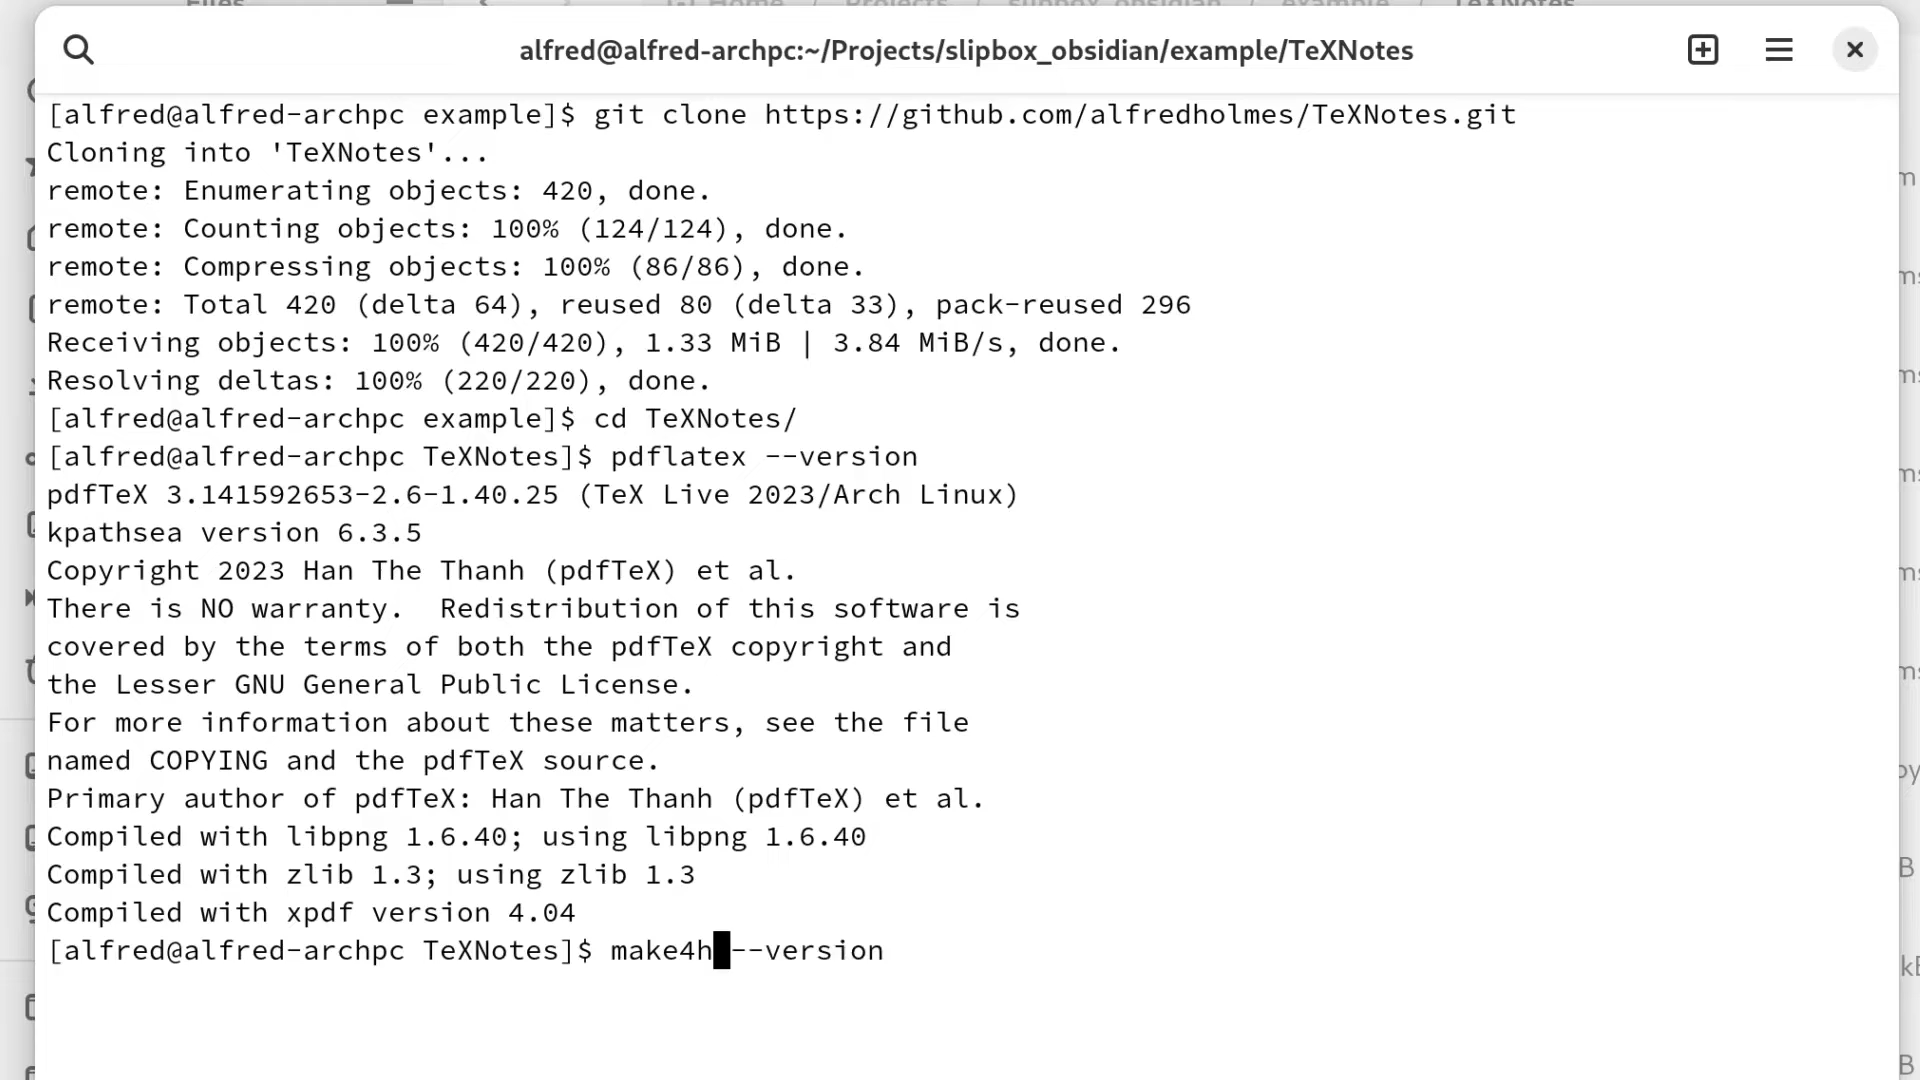 alfred@alfred-archpc:~/Projects/slipbox_obsidian/example/TeXNotes
[alfred@alfred-archpc example]$ git clone https://github.com/alfredholmes/TeXNotes.git
Cloning into 'TeXNotes'...
remote: Enumerating objects: 420, done.
remote: Counting objects: 100% (124/124), done.
remote: Compressing objects: 100% (86/86), done.
remote: Total 420 (delta 64), reused 80 (delta 33), pack-reused 296
Receiving objects: 100% (420/420), 1.33 MiB | 3.84 MiB/s, done.
Resolving deltas: 100% (220/220), done.
[alfred@alfred-archpc example]$ cd TeXNotes/
[alfred@alfred-archpc TeXNotes]$ pdflatex --version
pdfTeX 3.141592653-2.6-1.40.25 (TeX Live 2023/Arch Linux)
kpathsea version 6.3.5
Copyright 2023 Han The Thanh (pdfTeX) et al.
There is NO warranty.  Redistribution of this software is
covered by the terms of both the pdfTeX copyright and
the Lesser GNU General Public License.
For more information about these matters, see the file
named COPYING and the pdfTeX source.
Primary author of pdfTeX: Han The Thanh (pdfTeX) et al.
Compiled with libpng 1.6.40; using libpng 1.6.40
Compiled with zlib 1.3; using zlib 1.3
Compiled with xpdf version 4.04
[alfred@alfred-archpc TeXNotes]$ make4h --version